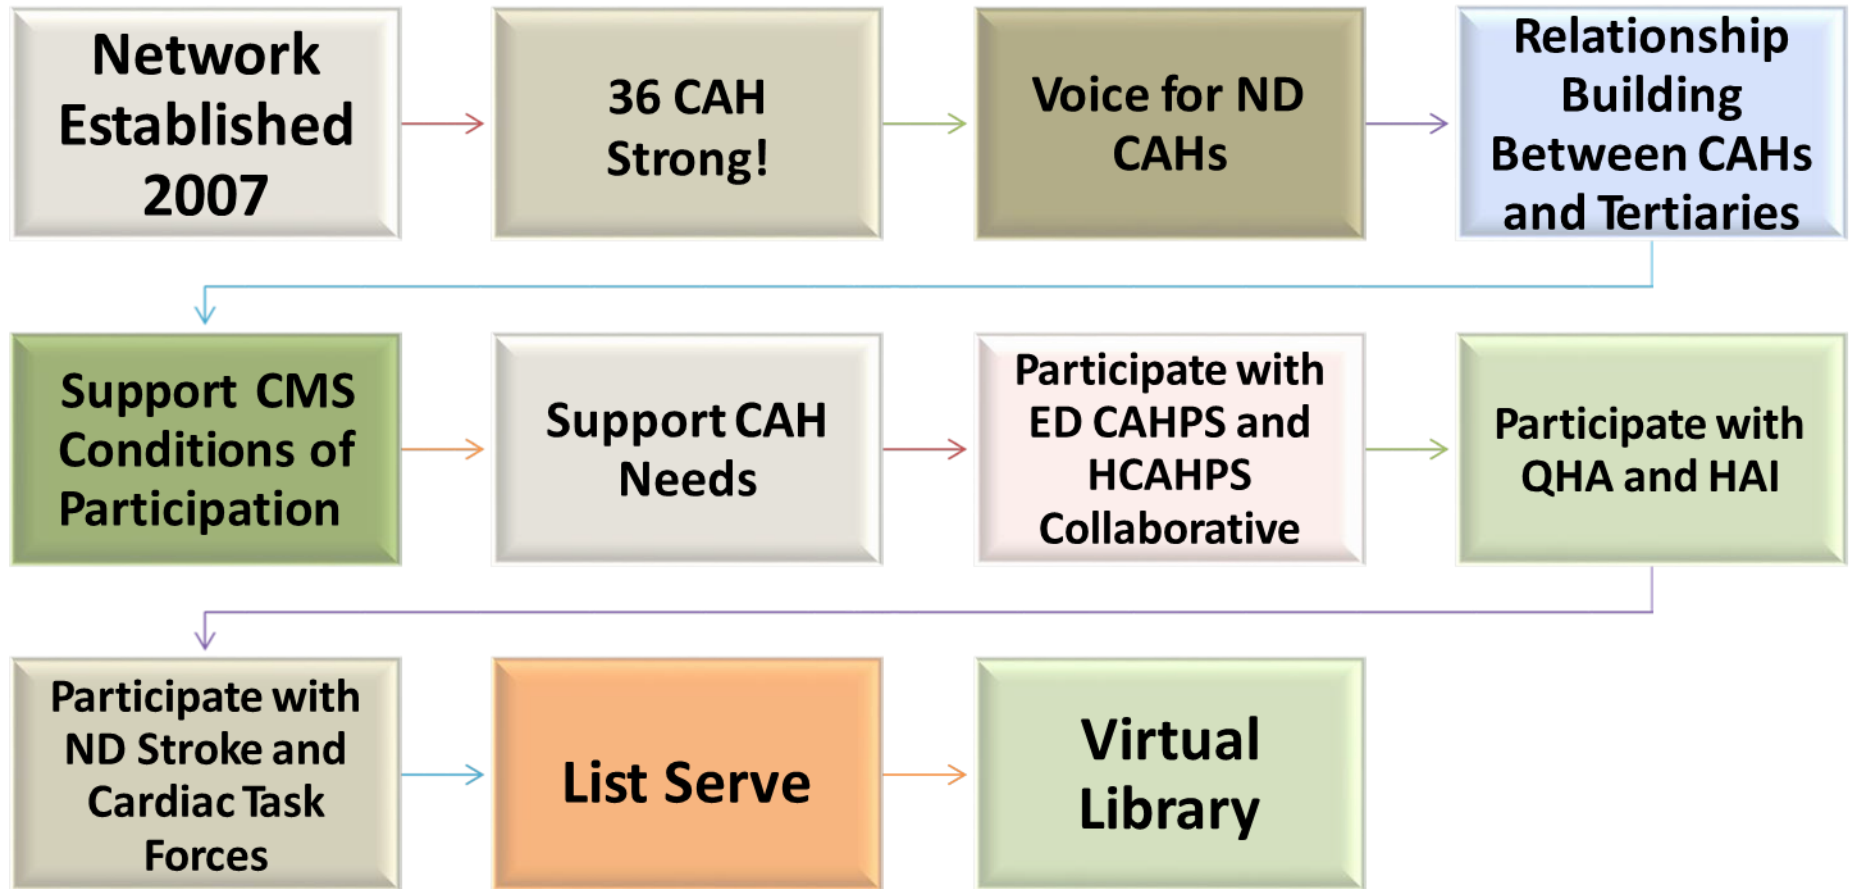 Network
Established
2007
36 CAH
Strong!
Voice for ND
CAHs
Relationship
Building
Between CAHs
and Tertiaries
Support CMS
Conditions of
Participation
Support CAH
Needs
Participate with
ED CAHPS and
HCAHPS
Collaborative
Participate with
QHA and HAI
Participate with
ND Stroke and
Cardiac Task
Forces
List Serve
Virtual
Library